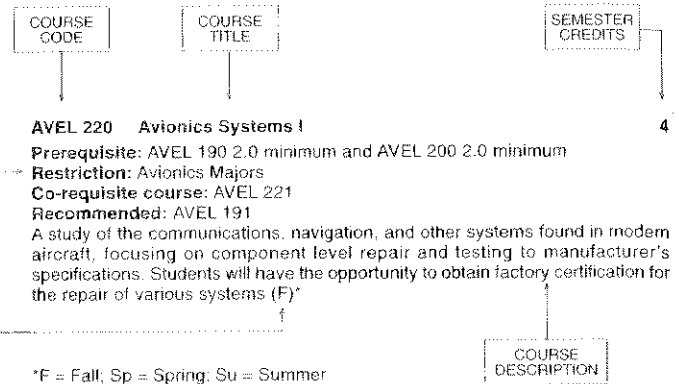 COURSE CODE
COURSE TITLE
SEMESTER CREDITS
AVEL 220 Avionics Systems I 4
Prerequisite: AVEL 190 2.0 minimum and AVEL 200 2.0 minimum
Restriction: Avionics Majors
Co-requisite course: AVEL 221
Recommended: AVEL 191
A study of the communications, navigation, and other systems found in modern
aircraft, focusing on component level repair and testing to manufacturer's
specifications. Students will have the opportunity to obtain factory certification for
the repair of various systems (F)*
COURSE DESCRIPTION
*F = Fall; Sp = Spring; Su = Summer